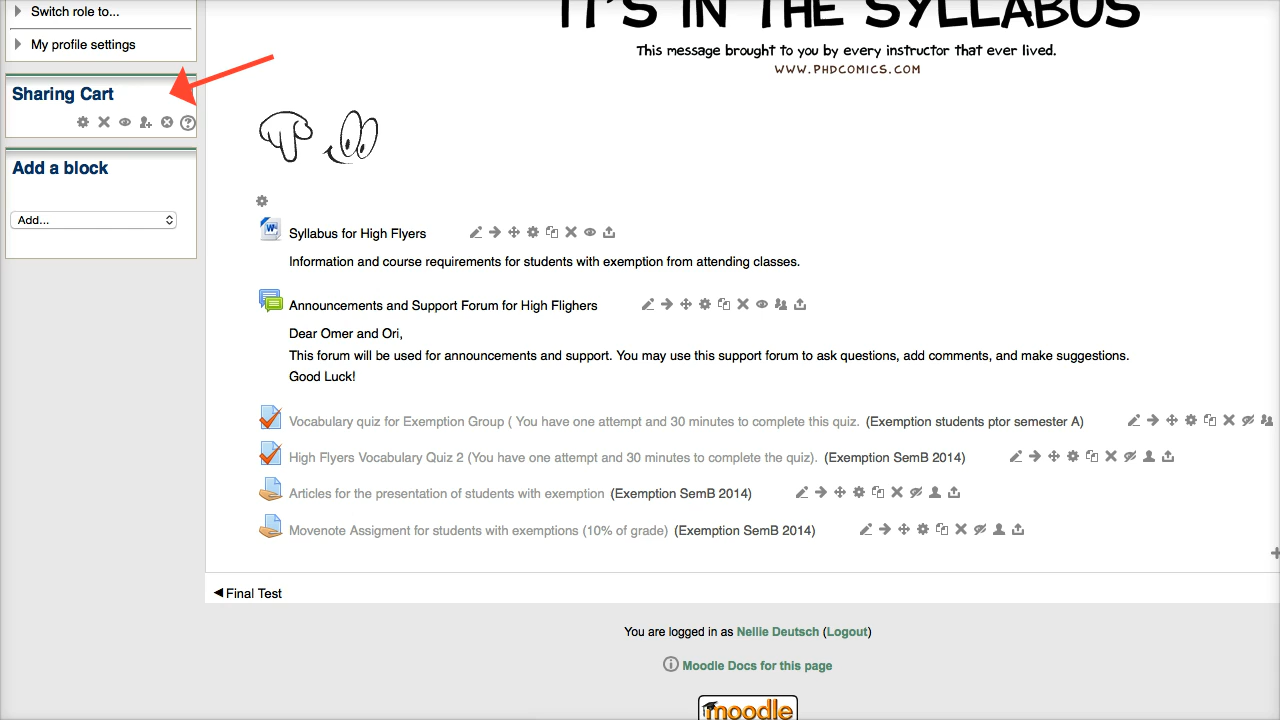 Switch role to...
My profile settings
Sharing Cart
Add a block
Add...
IT'S IN THE SYLLABUS
This message brought to you by every instructor that ever lived.
WWW.PHDCOMICS.COM
Syllabus for High Flyers
Information and course requirements for students with exemption from attending classes.
Announcements and Support Forum for High Flighers
Dear Omer and Ori,
This forum will be used for announcements and support. You may use this support forum to ask questions, add comments, and make suggestions.
Good Luck!
Vocabulary quiz for Exemption Group ( You have one attempt and 30 minutes to complete this quiz. (Exemption students ptor semester A)
High Flyers Vocabulary Quiz 2 (You have one attempt and 30 minutes to complete the quiz). (Exemption SemB 2014)
Articles for the presentation of students with exemption (Exemption SemB 2014)
Movenote Assigment for students with exemptions (10% of grade) (Exemption SemB 2014)
◀ Final Test
You are logged in as Nellie Deutsch (Logout)
Moodle Docs for this page
moodle